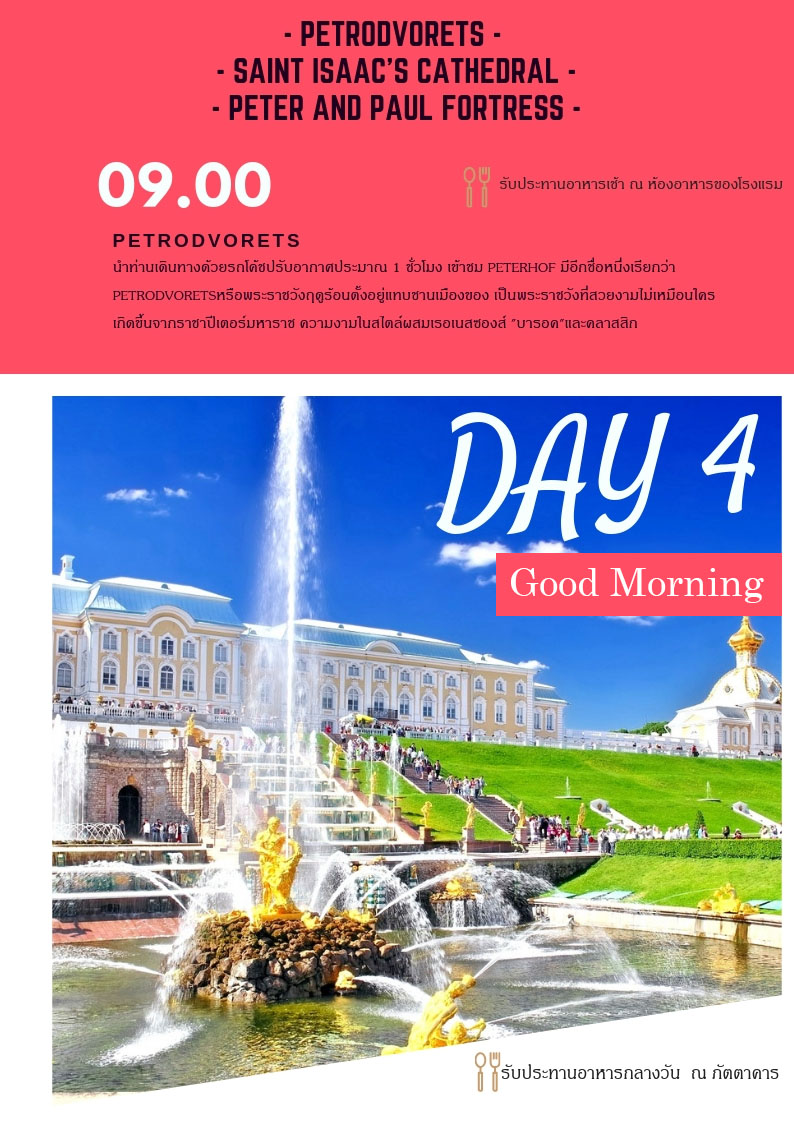 - PETRODVORETS -
- SAINT ISAAC'S CATHEDRAL -
- PETER AND PAUL FORTRESS -
09.00
รับประทานอาหารเช้า ณ ห้องอาหารของโรงแรม
PETRODVORETS
นำท่านเดินทางด้วยรถโค้ชปรับอากาศประมาณ 1 ชั่วโมง เข้าชม PETERHOF มีอีกชื่อหนึ่งเรียกว่า
PETRODVORETSหรือพระราชวังฤดูร้อนตั้งอยู่แทบชานเมืองของ เป็นพระราชวังที่สวยงามไม่เหมือนใคร
เกิดขึ้นจากราชาปีเตอร์มหาราช ความงามในสไตล์ผสมเรอเนสซองส์ "บารอค"และคลาสสิก
DAY 4
Good Morning
รับประทานอาหารกลางวัน ณ ภัตตาคาร